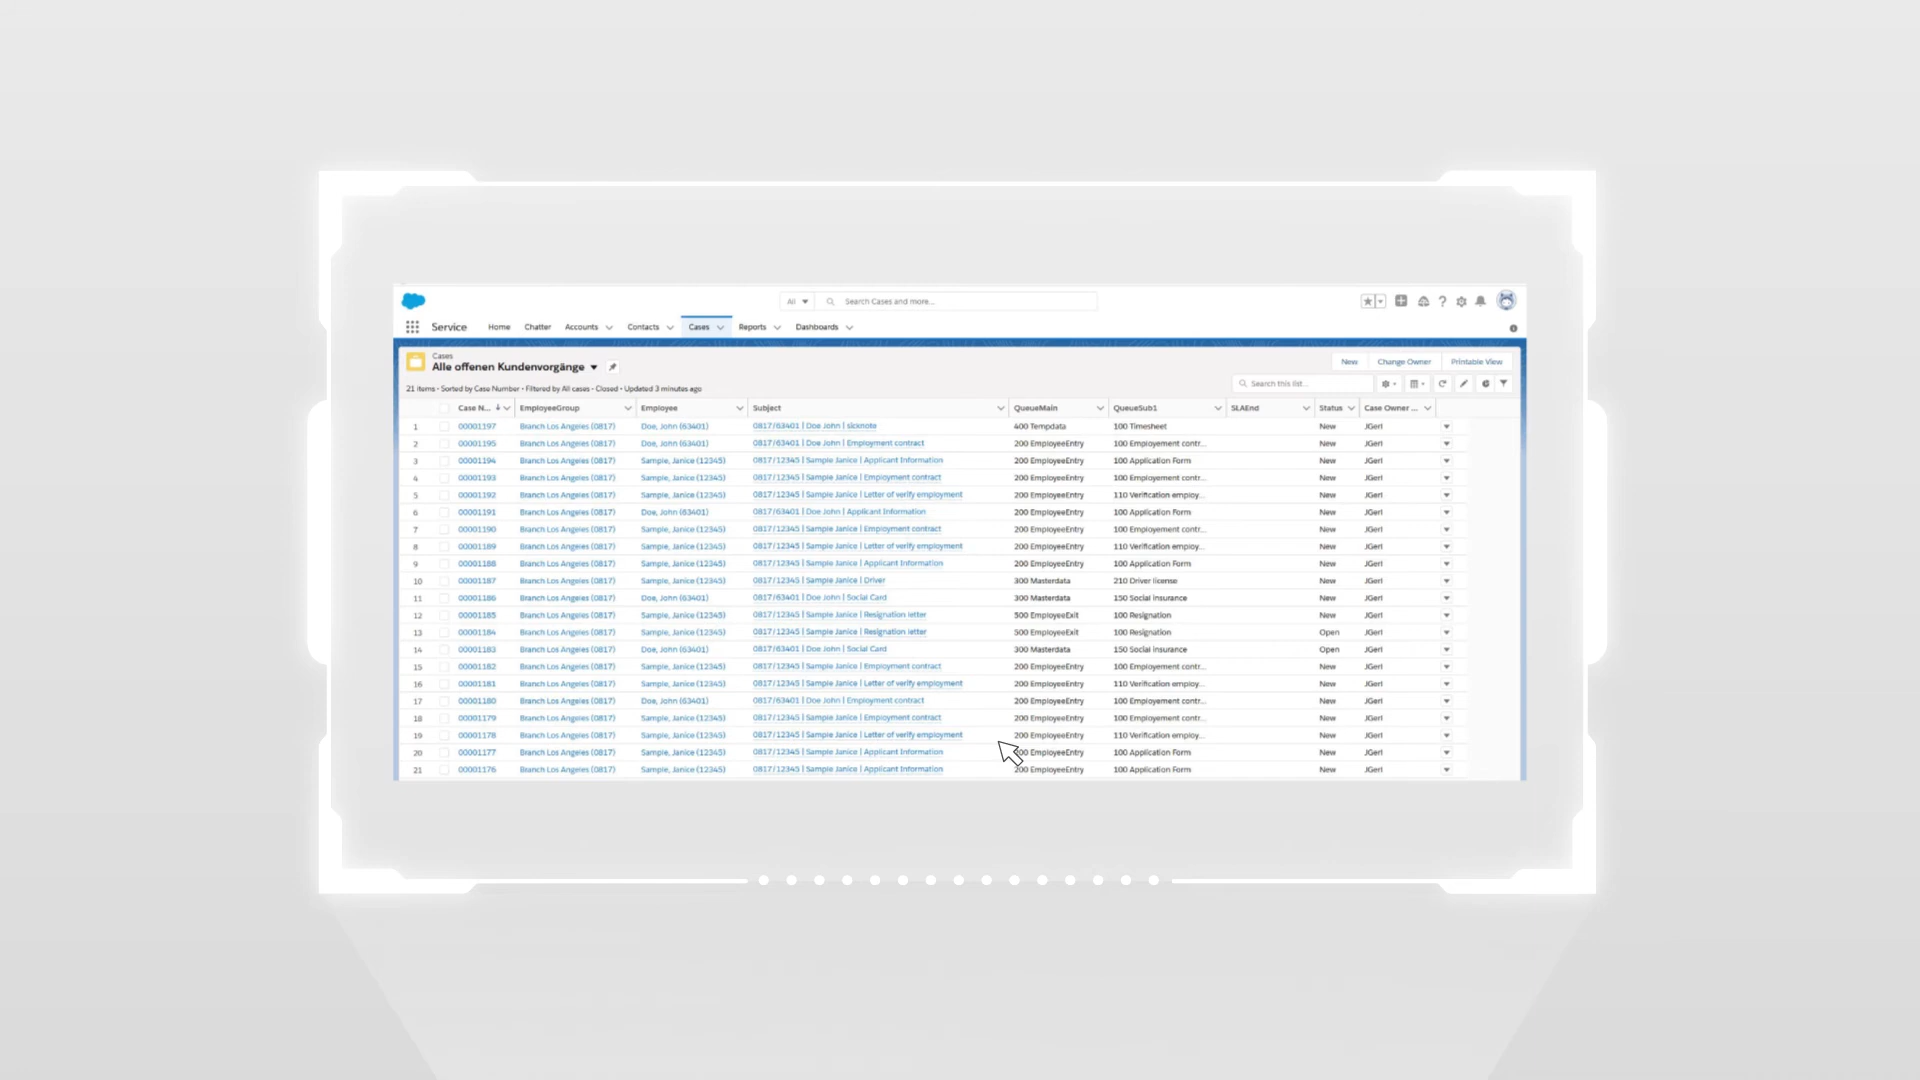 All
Search Cases and more...
Service Home Chatter Accounts Contacts Cases Reports Dashboards
Cases
Alle offenen Kundenvorgänge
New Change Owner Printable View
21 items • Sorted by Case Number • Filtered by All cases - Closed • Updated 3 minutes ago
Search this list...
Case N... EmployeeGroup Employee Subject QueueMain QueueSub1 SLAEnd Status Case Owner ...
1 00001197 Branch Los Angeles (0817) Doe, John (63401) 0817/63401 | Doe John | sicknote 400 Tempdata 100 Timesheet New JGerl
2 00001195 Branch Los Angeles (0817) Doe, John (63401) 0817/63401 | Doe John | Employment contract 200 EmployeeEntry 100 Employement contr... New JGerl
3 00001194 Branch Los Angeles (0817) Sample, Janice (12345) 0817/12345 | Sample Janice | Applicant Information 200 EmployeeEntry 100 Application Form New JGerl
4 00001193 Branch Los Angeles (0817) Sample, Janice (12345) 0817/12345 | Sample Janice | Employment contract 200 EmployeeEntry 100 Employement contr... New JGerl
5 00001192 Branch Los Angeles (0817) Sample, Janice (12345) 0817/12345 | Sample Janice | Letter of verify employment 200 EmployeeEntry 110 Verification employ... New JGerl
6 00001191 Branch Los Angeles (0817) Doe, John (63401) 0817/63401 | Doe John | Applicant Information 200 EmployeeEntry 100 Application Form New JGerl
7 00001190 Branch Los Angeles (0817) Sample, Janice (12345) 0817/12345 | Sample Janice | Employment contract 200 EmployeeEntry 100 Employement contr... New JGerl
8 00001189 Branch Los Angeles (0817) Sample, Janice (12345) 0817/12345 | Sample Janice | Letter of verify employment 200 EmployeeEntry 110 Verification employ... New JGerl
9 00001188 Branch Los Angeles (0817) Sample, Janice (12345) 0817/12345 | Sample Janice | Applicant Information 200 EmployeeEntry 100 Application Form New JGerl
10 00001187 Branch Los Angeles (0817) Sample, Janice (12345) 0817/12345 | Sample Janice | Driver 300 Masterdata 210 Driver license New JGerl
11 00001186 Branch Los Angeles (0817) Doe, John (63401) 0817/63401 | Doe John | Social Card 300 Masterdata 150 Social insurance New JGerl
12 00001185 Branch Los Angeles (0817) Sample, Janice (12345) 0817/12345 | Sample Janice | Resignation letter 500 EmployeeExit 100 Resignation New JGerl
13 00001184 Branch Los Angeles (0817) Sample, Janice (12345) 0817/12345 | Sample Janice | Resignation letter 500 EmployeeExit 100 Resignation Open JGerl
14 00001183 Branch Los Angeles (0817) Doe, John (63401) 0817/63401 | Doe John | Social Card 300 Masterdata 150 Social insurance Open JGerl
15 00001182 Branch Los Angeles (0817) Sample, Janice (12345) 0817/12345 | Sample Janice | Employment contract 200 EmployeeEntry 100 Employement contr... New JGerl
16 00001181 Branch Los Angeles (0817) Sample, Janice (12345) 0817/12345 | Sample Janice | Letter of verify employment 200 EmployeeEntry 110 Verification employ... New JGerl
17 00001180 Branch Los Angeles (0817) Doe, John (63401) 0817/63401 | Doe John | Employment contract 200 EmployeeEntry 100 Employement contr... New JGerl
18 00001179 Branch Los Angeles (0817) Sample, Janice (12345) 0817/12345 | Sample Janice | Employment contract 200 EmployeeEntry 100 Employement contr... New JGerl
19 00001178 Branch Los Angeles (0817) Sample, Janice (12345) 0817/12345 | Sample Janice | Letter of verify employment 200 EmployeeEntry 110 Verification employ... New JGerl
20 00001177 Branch Los Angeles (0817) Sample, Janice (12345) 0817/12345 | Sample Janice | Applicant Information 200 EmployeeEntry 100 Application Form New JGerl
21 00001176 Branch Los Angeles (0817) Sample, Janice (12345) 0817/12345 | Sample Janice | Applicant Information 200 EmployeeEntry 100 Application Form New JGerl